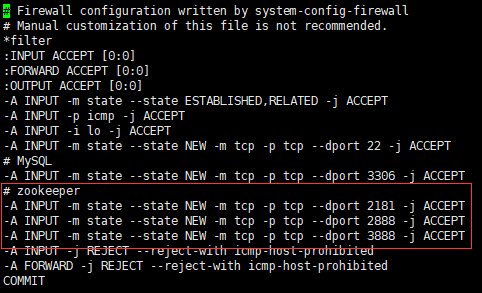 # Firewall configuration written by system-config-firewall
# Manual customization of this file is not recommended.
*filter
:INPUT ACCEPT [0:0]
:FORWARD ACCEPT [0:0]
:OUTPUT ACCEPT [0:0]
-A INPUT -m state --state ESTABLISHED,RELATED -j ACCEPT
-A INPUT -p icmp -j ACCEPT
-A INPUT -i lo -j ACCEPT
-A INPUT -m state --state NEW -m tcp -p tcp --dport 22 -j ACCEPT
# MySQL
-A INPUT -m state --state NEW -m tcp -p tcp --dport 3306 -j ACCEPT
# zookeeper
-A INPUT -m state --state NEW -m tcp -p tcp --dport 2181 -j ACCEPT
-A INPUT -m state --state NEW -m tcp -p tcp --dport 2888 -j ACCEPT
-A INPUT -m state --state NEW -m tcp -p tcp --dport 3888 -j ACCEPT
-A INPUT -j REJECT --reject-with icmp-host-prohibited
-A FORWARD -j REJECT --reject-with icmp-host-prohibited
COMMIT